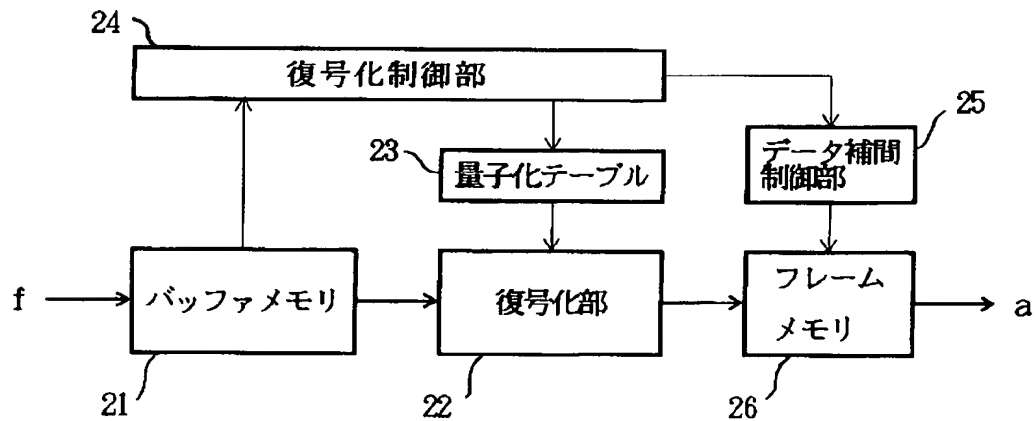 24
復号化制御部
25
23
量子化テーブル
データ補間
制御部
f
バッファメモリ
復号化部
フレーム
メモリ
a
21
22
26